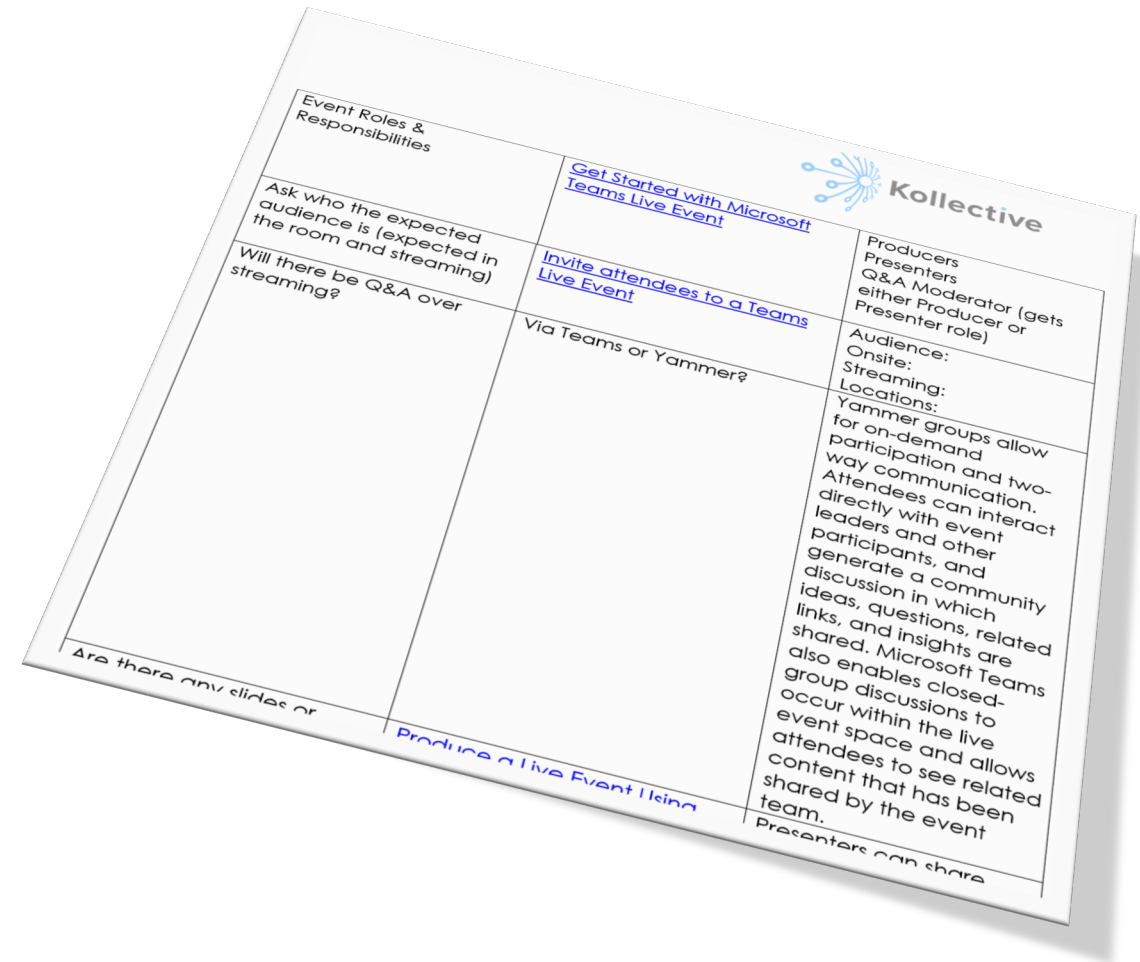 Kollective
Event Roles &
Responsibilities
Get Started with Microsoft
Teams Live Event
Producers
Presenters
Q&A Moderator (gets
either Producer or
Presenter role)
Ask who the expected
audience is (expected in
the room and streaming)
Invite attendees to a Teams
Live Event
Audience:
Onsite:
Streaming:
Locations:
Will there be Q&A over
streaming?
Via Teams or Yammer?
Yammer groups allow
for on-demand
participation and two-
way communication.
Attendees can interact
directly with event
leaders and other
participants, and
generate a community
discussion in which
ideas, questions, related
links, and insights are
shared. Microsoft Teams
also enables closed-
group discussions to
occur within the live
event space and allows
attendees to see related
content that has been
shared by the event
team.
Are there any slides or
Produce a Live Event Using
Presenters can share